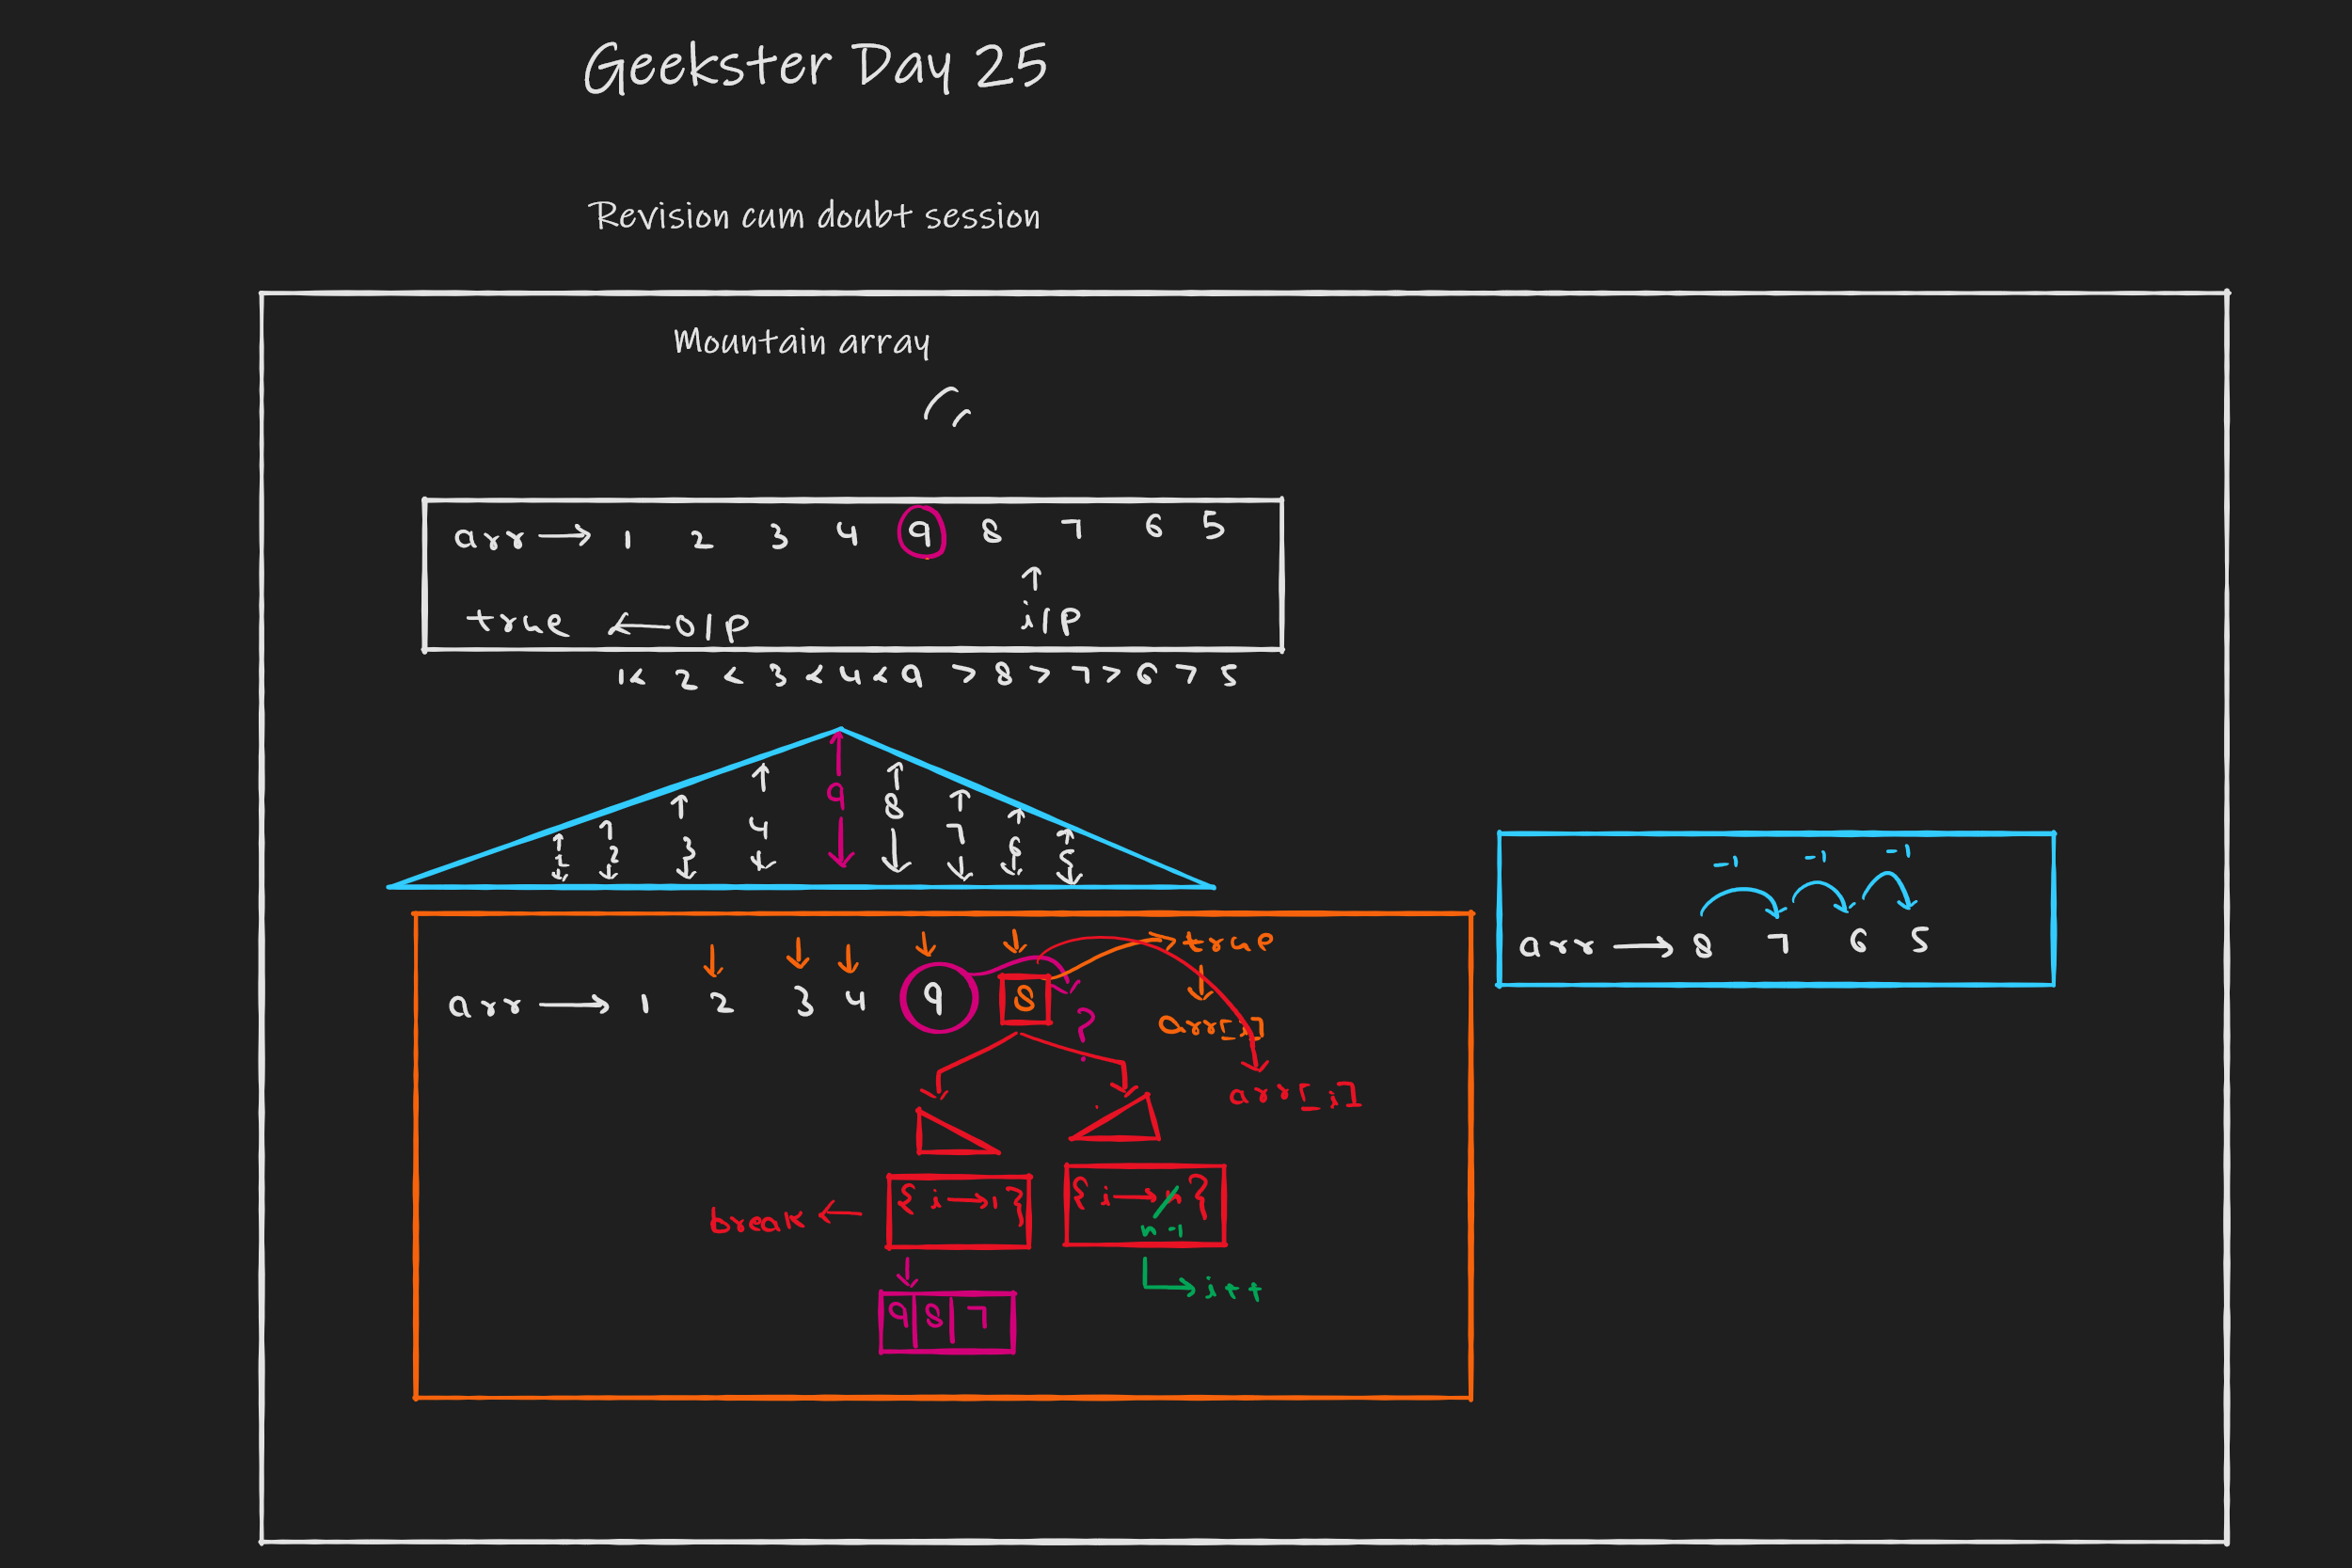 Geekster Day 25
Revision cum doubt session
Mountain array
arr → 1 2 3 4 9 8 7 6 5
↑
true ← O/P i/P
1 < 2 < 3 < 4 < 9 > 8 > 7 > 6 > 5
1 2 3 4 9 8 7 6 5
-1 -1 -1
arr → 8 7 6 5
true
arr → 1 2 3 4 9 8 ?
arr[i]
arr[i]
break ← { i → 1 } { i → n }
n-1
i++
9 8 7